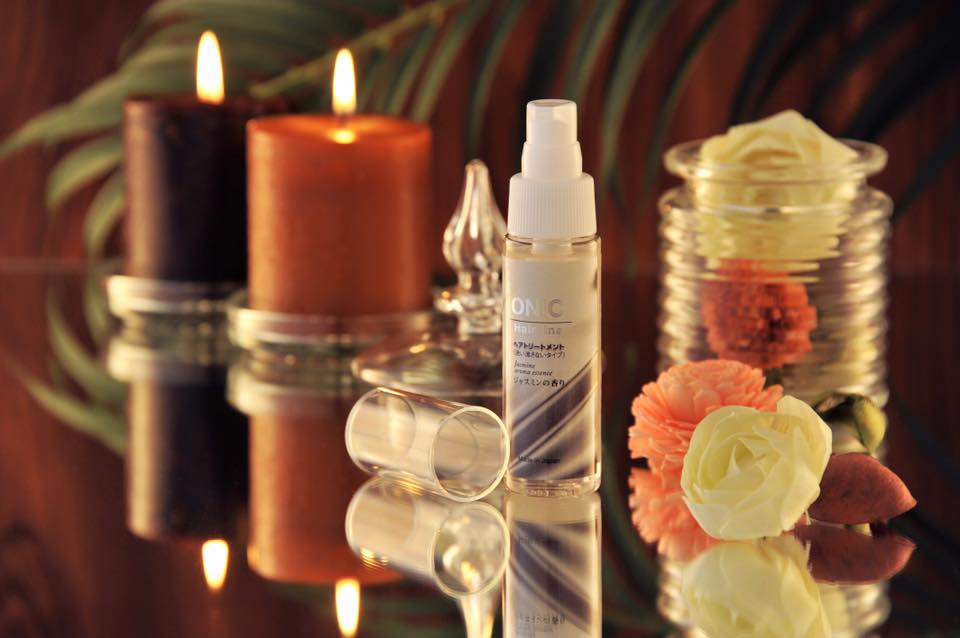 ONIC
Hair line
ヘアトリートメント
(洗い流さないタイプ)
Jasmine
aroma essence
ジャスミンの香り
Made in Japan